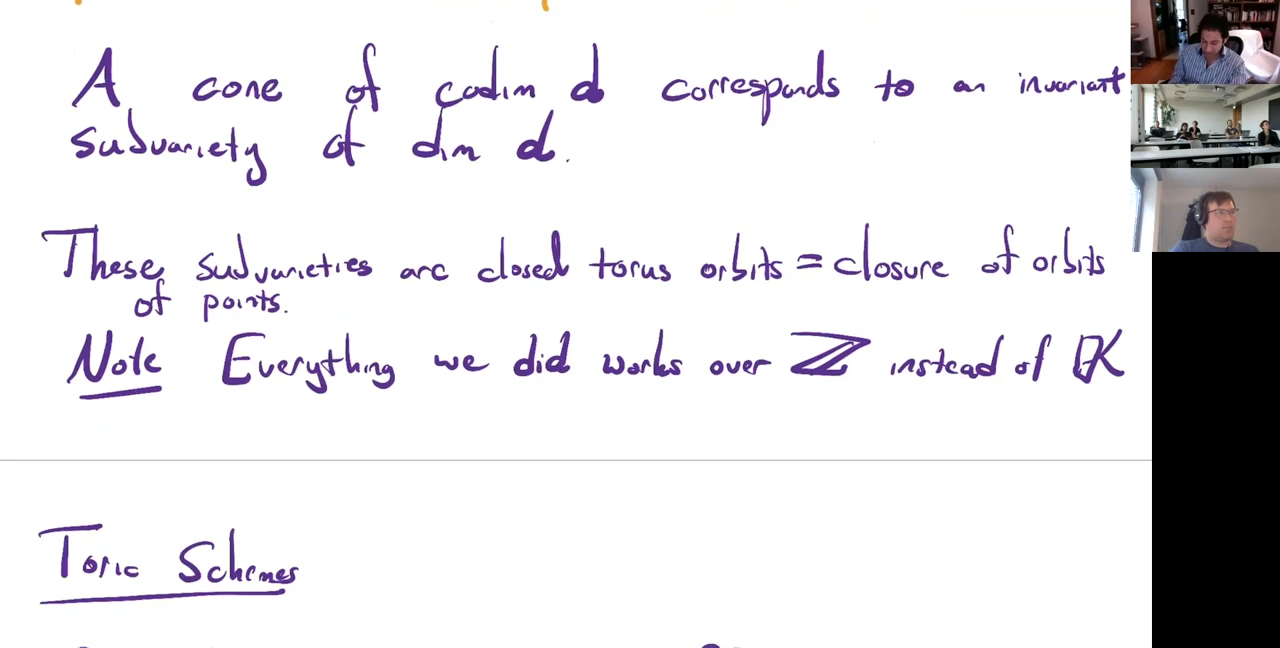 A cone of codim d corresponds to an invariant
subvariety of dim d.
These subvarieties are closed torus orbits = closure of orbits
of points.
Note Everything we did works over ℤ instead of 𝕂
Toric Schemes